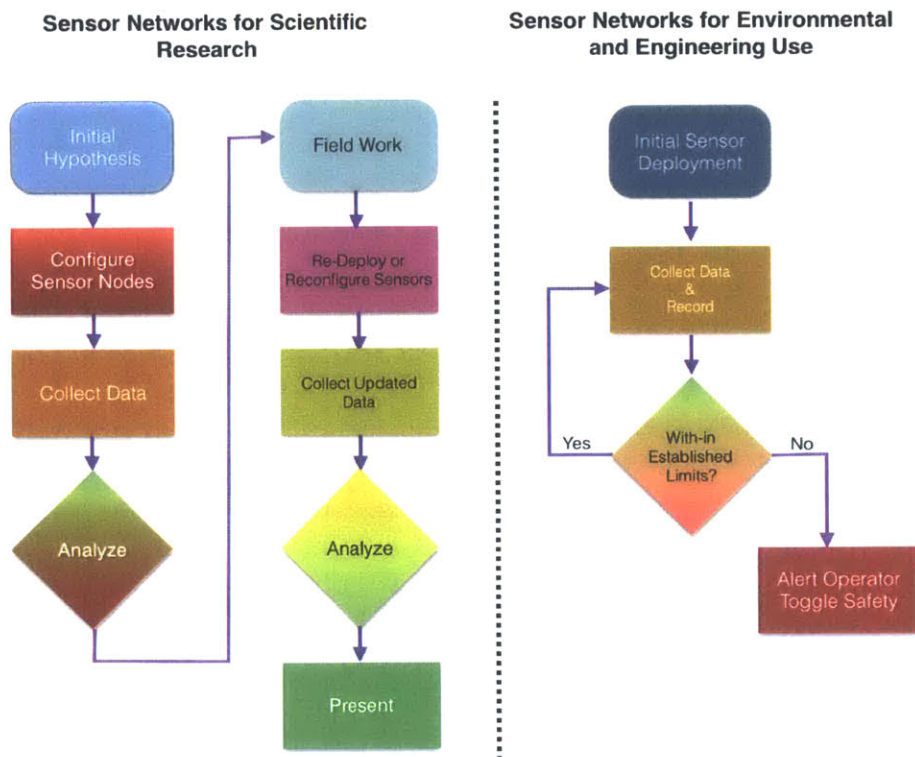 Sensor Networks for Scientific
Research
Initial
Hypothesis
Configure
Sensor Nodes
Collect Data
Analyze
Field Work
Re-Deploy or
Reconfigure Sensors
Collect Updated
Data
Analyze
Present
Sensor Networks for Environmental
and Engineering Use
Initial Sensor
Deployment
Collect Data
&
Record
With-in
Established
Limits?
Yes
No
Alert Operator
Toggle Safety